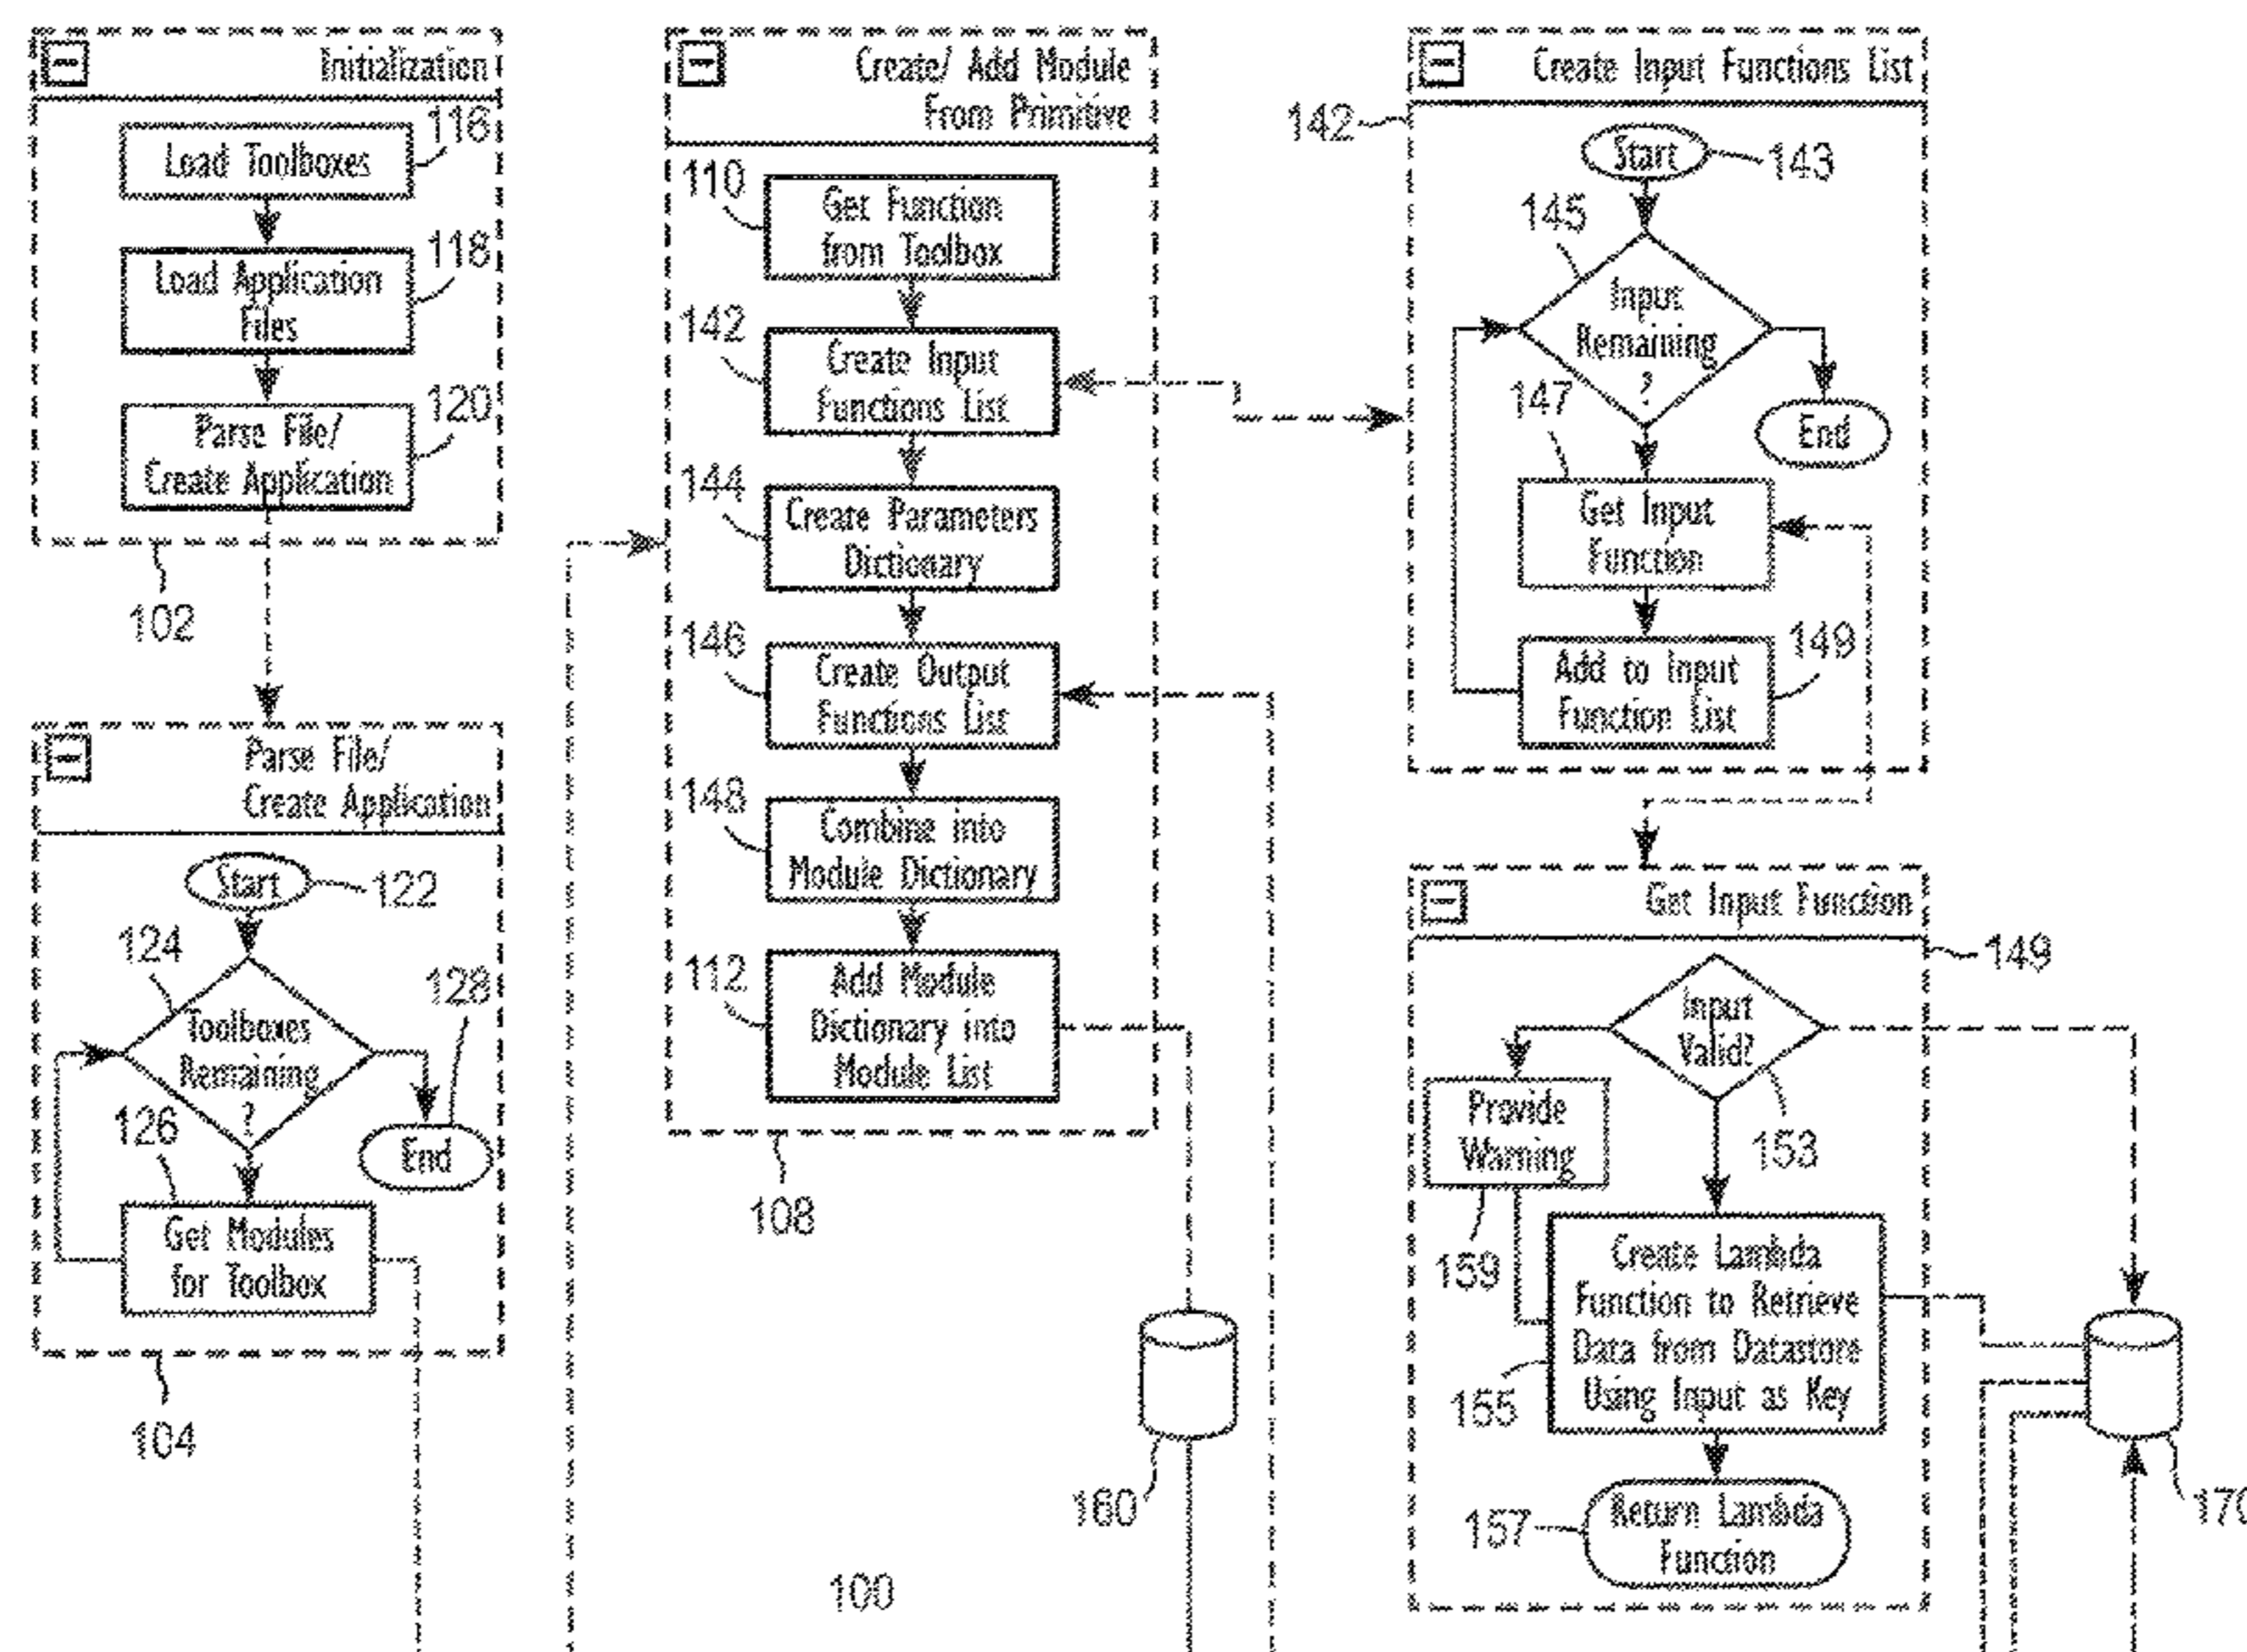 Initialization
116
Load Toolboxes
118
Load Application
Files
120
Parse File/
Create Application
102
Parse File/
Create Application
Start
122
124
128
Toolboxes
Remaining
?
126
End
Get Modules
for Toolbox
104
Create/ Add Module
From Primitive
110
Get Function
from Toolbox
142
Create Input
Functions List
144
Create Parameters
Dictionary
146
Create Output
Functions List
148
Combine into
Module Dictionary
112
Add Module
Dictionary into
Module List
108
160
100
Create Input Functions List
142
Start
143
145
Input
Remaining
?
147
End
Get Input
Function
149
Add to Input
Function List
Get Input Function
149
Input
Valid?
Provide
Warning
153
159
Create Lambda
Function to Retrieve
Data from Datastore
Using Input as Key
155
157
Return Lambda
Function
170